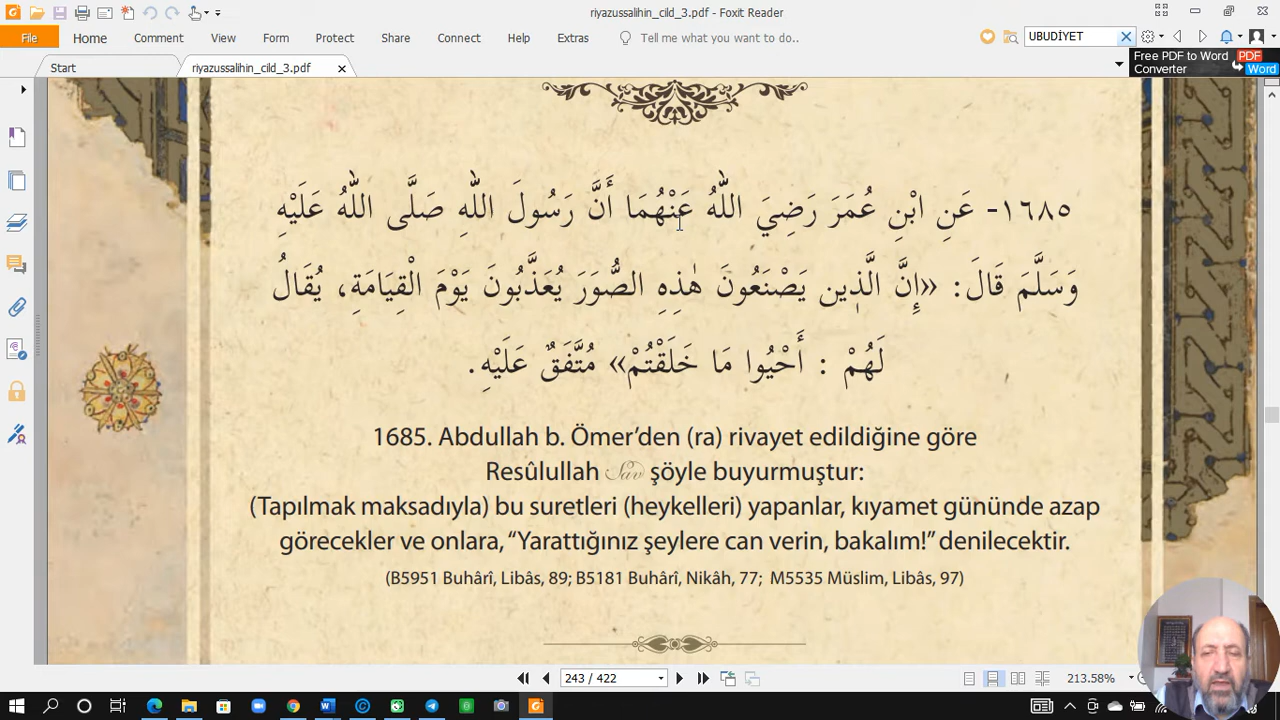 riyazussalihin_cild_3.pdf - Foxit Reader
File Home Comment View Form Protect Share Connect Help Extras Tell me what you want to do.. UBUDİYET
Start riyazussalihin_cild_3.pdf
Free PDF to Word PDF
Converter Word
١٦٨٥- عَنِ ابْنِ عُمَرَ رَضِيَ اللّٰهُ عَنْهُمَا أَنَّ رَسُولَ اللّٰهِ صَلَّى اللّٰهُ عَلَيْهِ
وَسَلَّمَ قَالَ: «إِنَّ الَّذِين يَصْنَعُونَ هٰذِهِ الصُّوَرَ يُعَذَّبُونَ يَوْمَ الْقِيَامَةِ، يُقَالُ
لَهُمْ : أَحْيُوا مَا خَلَقْتُمْ» مُتَّفَقٌ عَلَيْهِ.
1685. Abdullah b. Ömer’den (ra) rivayet edildiğine göre
Resûlullah Sav şöyle buyurmuştur:
(Tapılmak maksadıyla) bu suretleri (heykelleri) yapanlar, kıyamet gününde azap
görecekler ve onlara, “Yarattığınız şeylere can verin, bakalım!” denilecektir.
(B5951 Buhârî, Libâs, 89; B5181 Buhârî, Nikâh, 77; M5535 Müslim, Libâs, 97)
243 / 422
213.58%